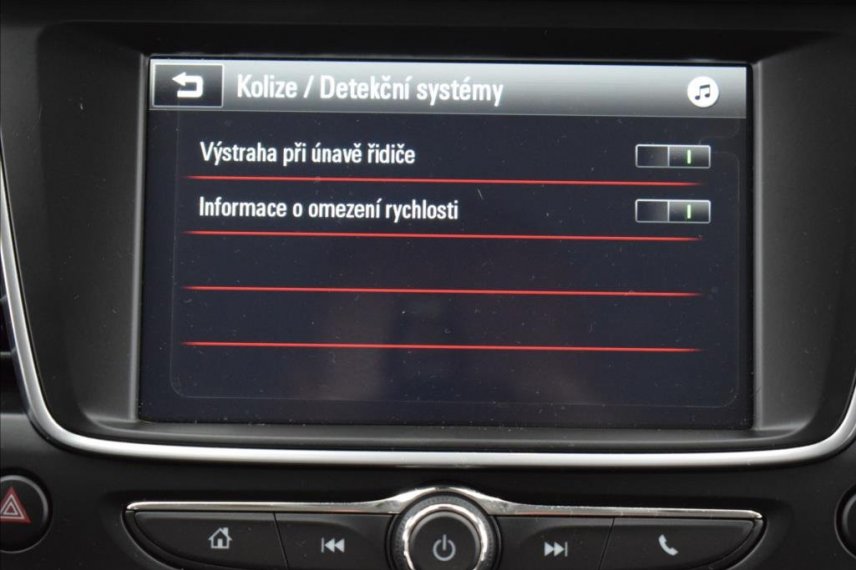 Kolize / Detekční systémy
Výstraha při únavě řidiče
Informace o omezení rychlosti